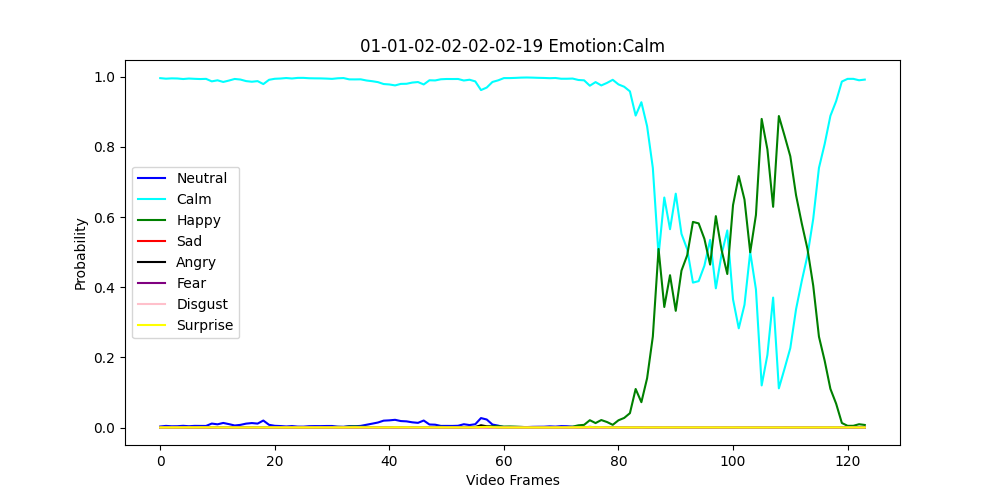 01-01-02-02-02-02-19 Emotion:Calm
1.0
0.8
0.6
0.4
0.2
0.0
Probability
Neutral
Calm
Happy
Sad
Angry
Fear
Disgust
Surprise
0 20 40 60 80 100 120
Video Frames